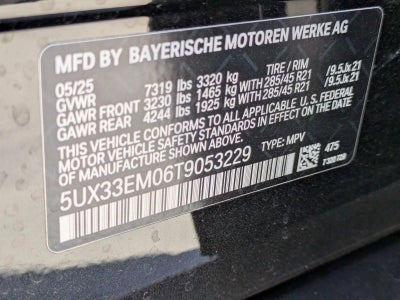 MFD BY BAYERISCHE MOTOREN WERKE AG
05/25 TIRE / RIM
GVWR 7319 lbs 3320 kg
GAWR FRONT 3230 lbs 1465 kg WITH 285/45 R21 / 9.5Jx21
GAWR REAR 4244 lbs 1925 kg WITH 285/45 R21 / 9.5Jx21
THIS VEHICLE CONFORMS TO ALL APPLICABLE U.S. FEDERAL
MOTOR VEHICLE SAFETY STANDARDS IN EFFECT ON THE
DATE OF MANUFACTURE SHOWN ABOVE.
5UX33EM06T9053229 TYPE: MPV 475